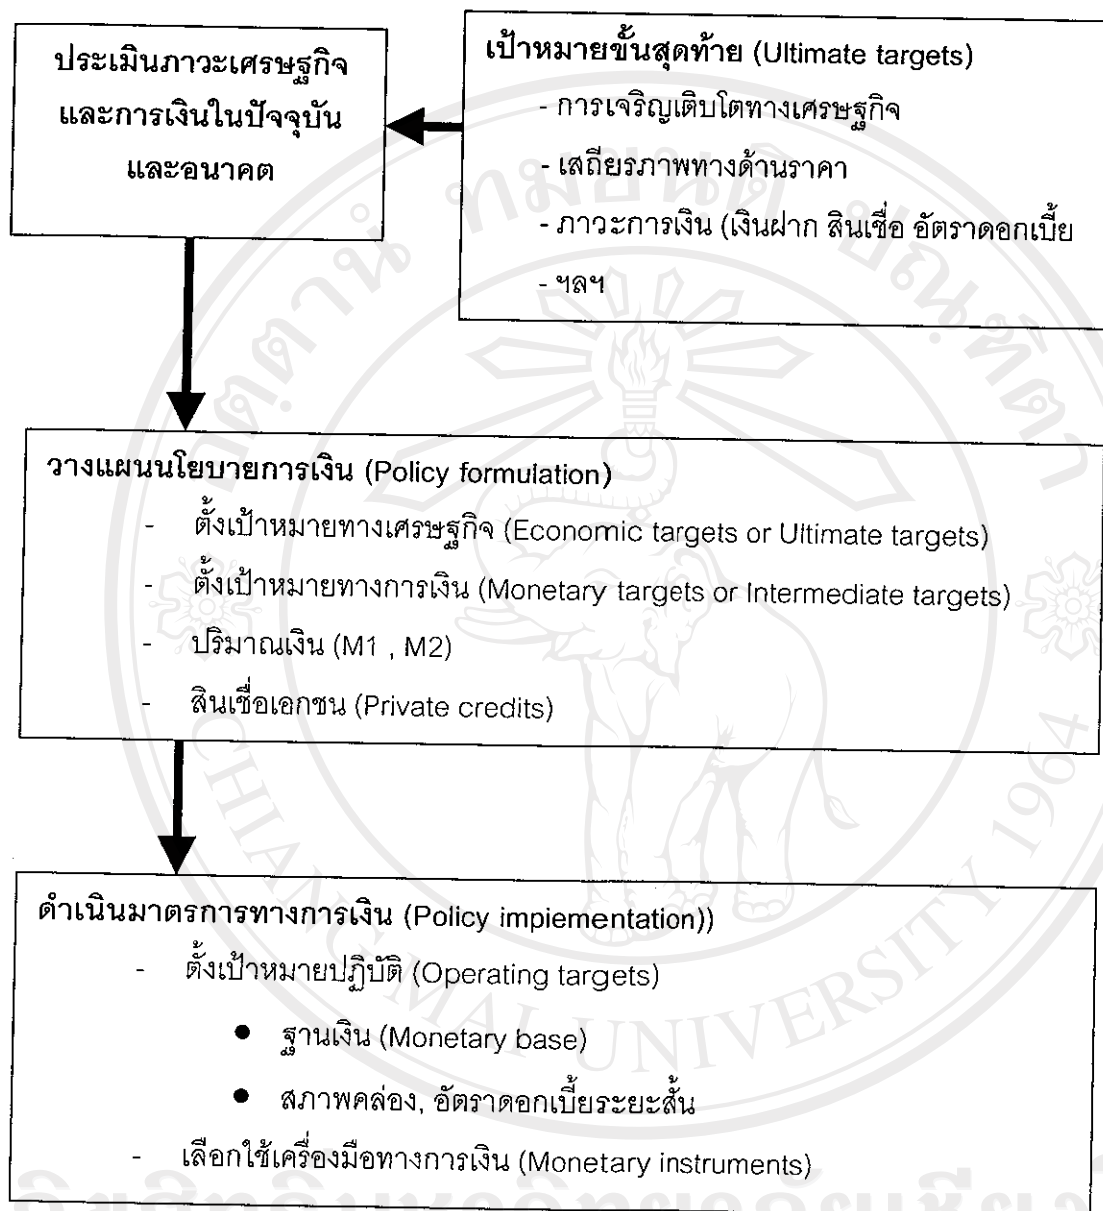 ประเมินภาวะเศรษฐกิจ
และการเงินในปัจจุบัน
และอนาคต
เป้าหมายขั้นสุดท้าย (Ultimate targets)
- การเจริญเติบโตทางเศรษฐกิจ
- เสถียรภาพทางด้านราคา
- ภาวะการเงิน (เงินฝาก สินเชื่อ อัตราดอกเบี้ย
- ฯลฯ
วางแผนนโยบายการเงิน (Policy formulation)
- ตั้งเป้าหมายทางเศรษฐกิจ (Economic targets or Ultimate targets)
- ตั้งเป้าหมายทางการเงิน (Monetary targets or Intermediate targets)
- ปริมาณเงิน (M1 , M2)
- สินเชื่อเอกชน (Private credits)
ดำเนินมาตรการทางการเงิน (Policy impiementation))
- ตั้งเป้าหมายปฏิบัติ (Operating targets)
● ฐานเงิน (Monetary base)
● สภาพคล่อง, อัตราดอกเบี้ยระยะสั้น
- เลือกใช้เครื่องมือทางการเงิน (Monetary instruments)
CHIANG MAI UNIVERSITY 1964